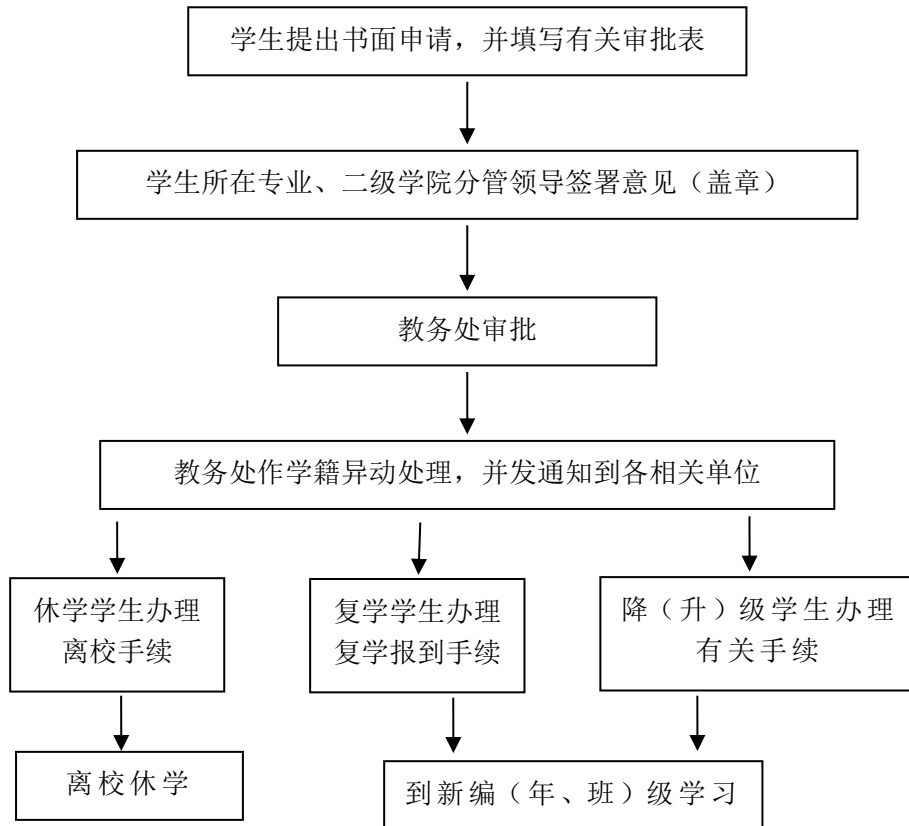 学生提出书面申请，并填写有关审批表
学生所在专业、二级学院分管领导签署意见（盖章）
教务处审批
教务处作学籍异动处理，并发通知到各相关单位
休学学生办理
离校手续
复学学生办理
复学报到手续
降（升）级学生办理
有关手续
离校休学
到新编（年、班）级学习